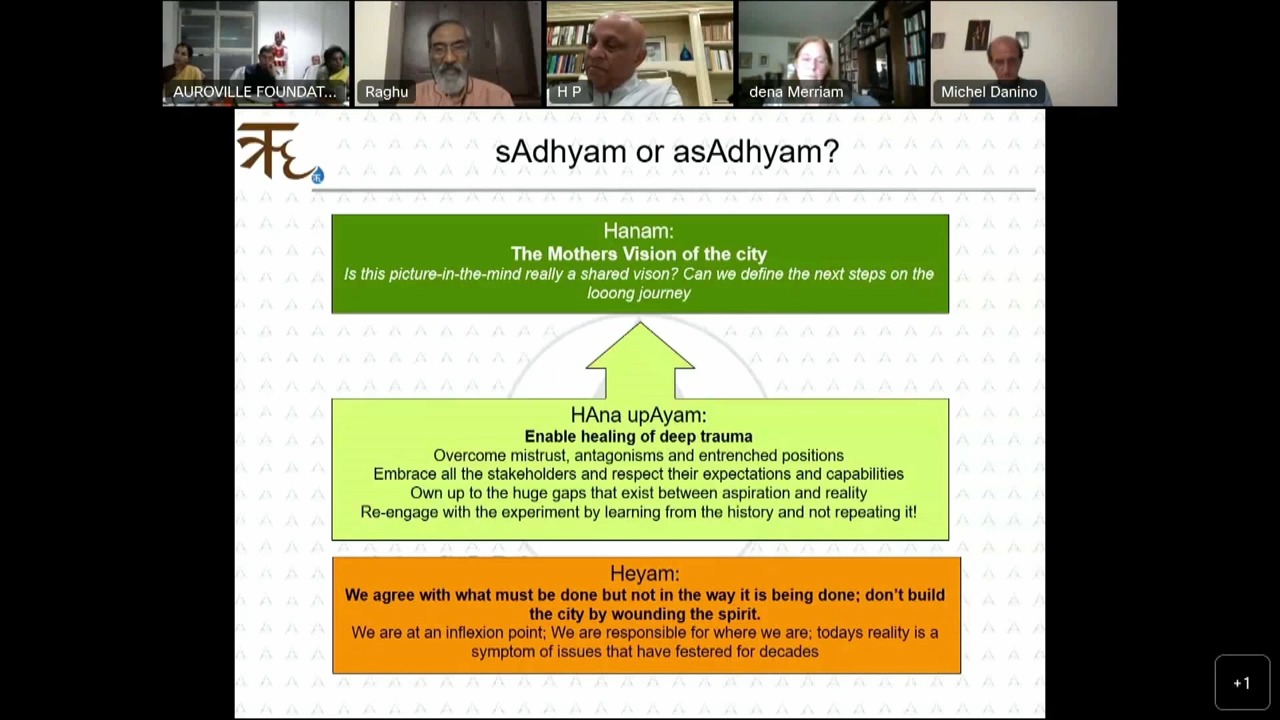 AUROVILLE FOUNDAT...
Raghu
H P
dena Merriam
Michel Danino
sAdhyam or asAdhyam?
Hanam:
The Mothers Vision of the city
Is this picture-in-the-mind really a shared vison? Can we define the next steps on the
looong journey
HAna upAyam:
Enable healing of deep trauma
Overcome mistrust, antagonisms and entrenched positions
Embrace all the stakeholders and respect their expectations and capabilities
Own up to the huge gaps that exist between aspiration and reality
Re-engage with the experiment by learning from the history and not repeating it!
Heyam:
We agree with what must be done but not in the way it is being done; don't build
the city by wounding the spirit.
We are at an inflexion point; We are responsible for where we are; todays reality is a
symptom of issues that have festered for decades
+1